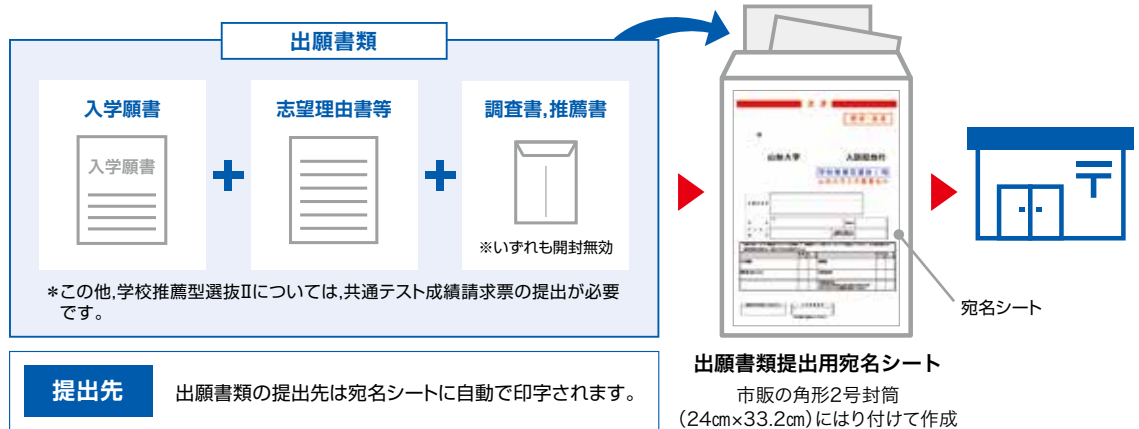 出願書類
入学願書
志望理由書等
調査書,推薦書
入学願書
※いずれも開封無効
*この他,学校推薦型選抜Ⅱについては,共通テスト成績請求票の提出が必要
です。
提出先
出願書類の提出先は宛名シートに自動で印字されます。
山形大学
宛名シート
出願書類提出用宛名シート
市販の角形2号封筒
(24㎝×33.2㎝)にはり付けて作成